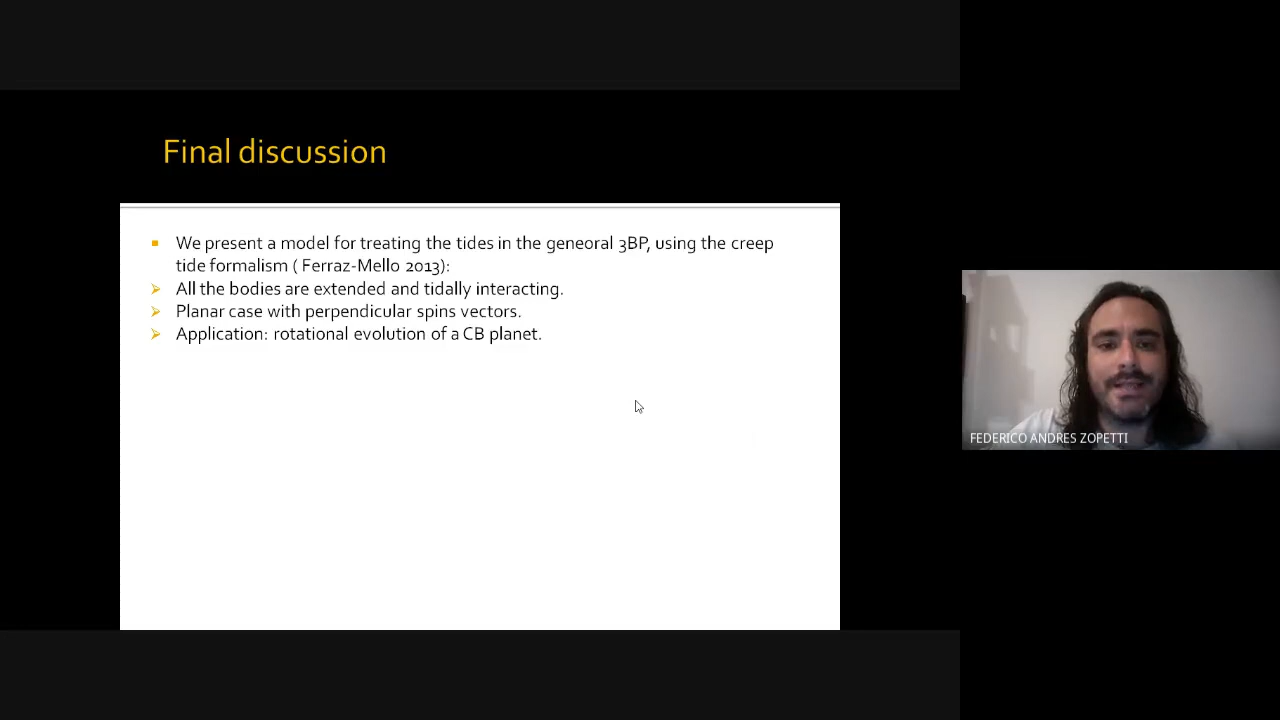 Final discussion
We present a model for treating the tides in the geneoral 3BP, using the creep
tide formalism ( Ferraz-Mello 2013):
All the bodies are extended and tidally interacting.
Planar case with perpendicular spins vectors.
Application: rotational evolution of a CB planet.
FEDERICO ANDRES ZOPETTI